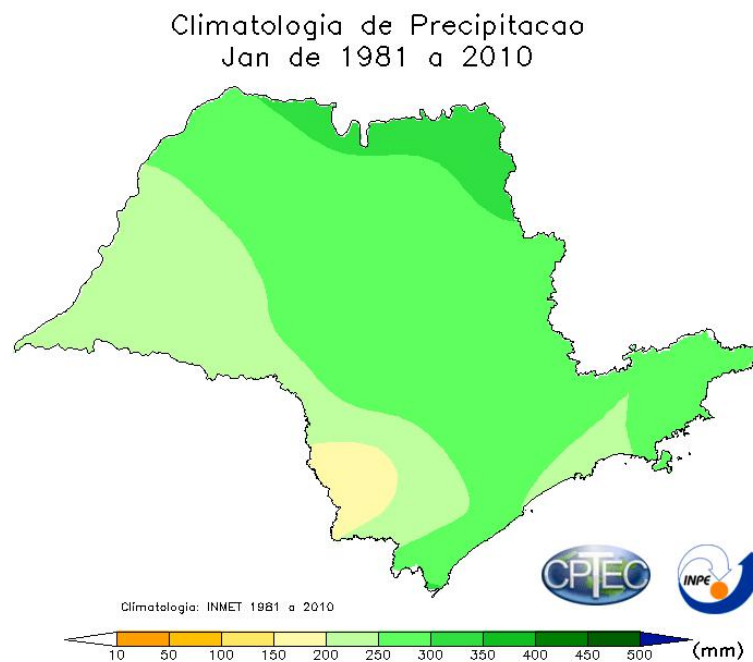 Climatologia de Precipitacao
Jan de 1981 a 2010
CPTEC
INPE
Climatologia: INMET 1981 a 2010
10 50 100 150 200 250 300 350 400 450 500 (mm)